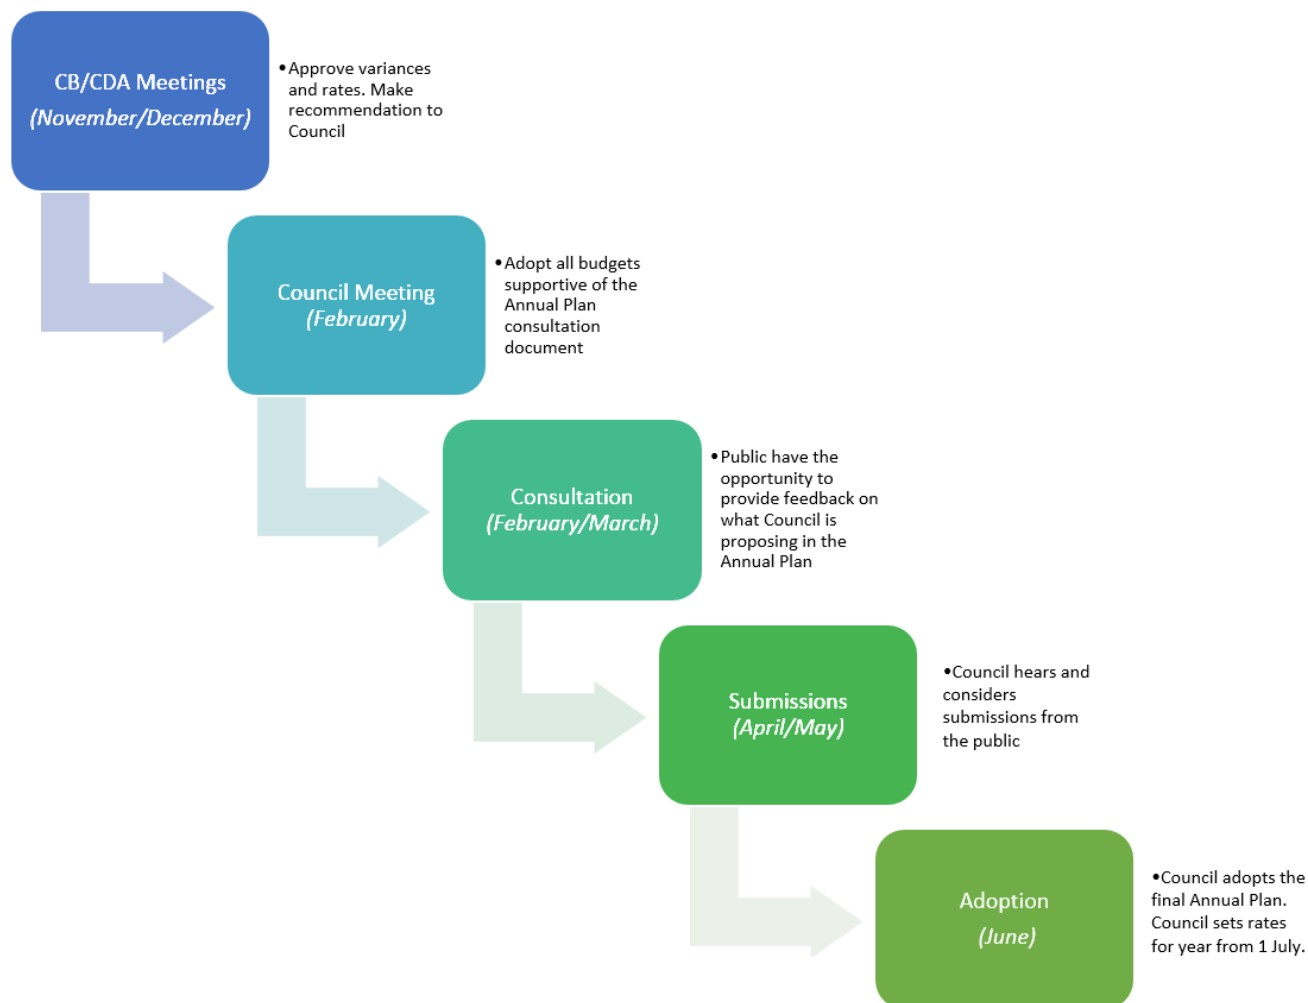 CB/CDA Meetings
(November/December)
•Approve variances
and rates. Make
recommendation to
Council
Council Meeting
(February)
•Adopt all budgets
supportive of the
Annual Plan
consultation
document
Consultation
(February/March)
•Public have the
opportunity to
provide feedback on
what Council is
proposing in the
Annual Plan
Submissions
(April/May)
•Council hears and
considers
submissions from
the public
Adoption
(June)
•Council adopts the
final Annual Plan.
Council sets rates
for year from 1 July.